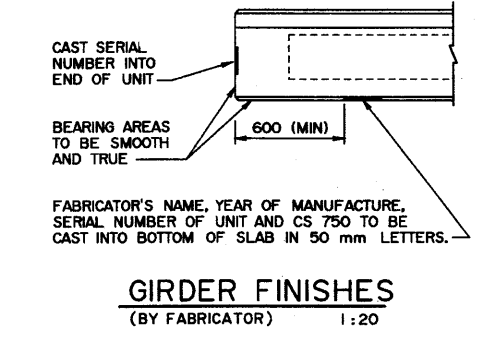 CAST SERIAL
NUMBER INTO
END OF UNIT
BEARING AREAS
TO BE SMOOTH
AND TRUE
600 (MIN)
FABRICATOR'S NAME, YEAR OF MANUFACTURE,
SERIAL NUMBER OF UNIT AND CS 750 TO BE
CAST INTO BOTTOM OF SLAB IN 50 mm LETTERS.
GIRDER FINISHES
(BY FABRICATOR) 1:20